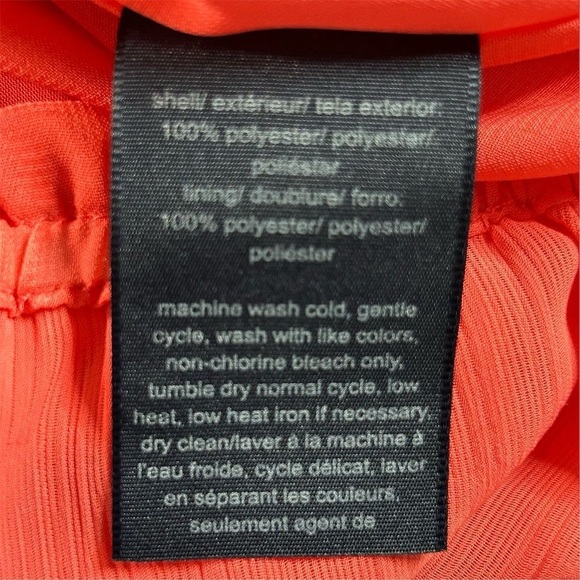 shell/ extérieur/ tela exterior:
100% polyester/ polyester/
poliéster
lining/ doublure/ forro:
100% polyester/ polyester/
poliéster
machine wash cold, gentle
cycle, wash with like colors,
non-chlorine bleach only,
tumble dry normal cycle, low
heat, low heat iron if necessary,
dry clean/laver à la machine à
l'eau froide, cycle délicat, laver
en séparant les couleurs,
seulement agent de